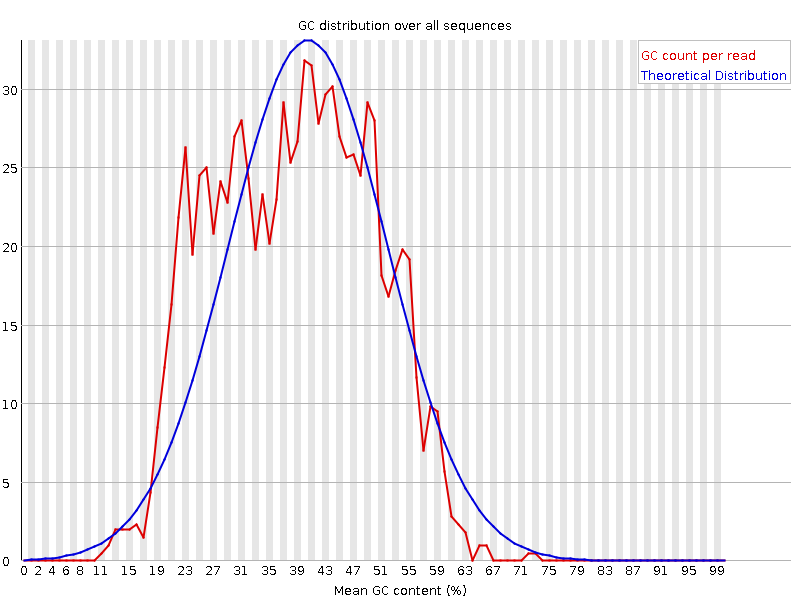 GC distribution over all sequences
GC count per read
Theoretical Distribution
30
25
20
15
10
5
0
0 2 4 6 8 11 15 19 23 27 31 35 39 43 47 51 55 59 63 67 71 75 79 83 87 91 95 99
Mean GC content (%)